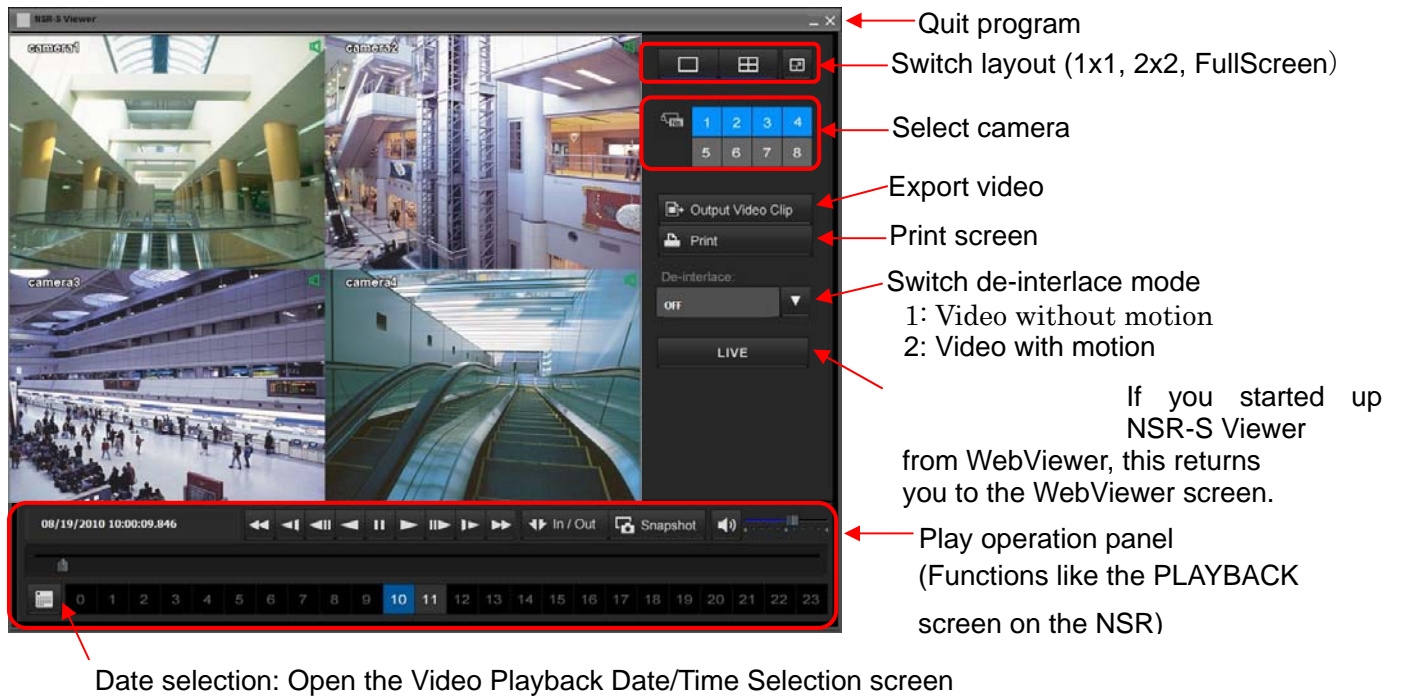 NSR-S Viewer
Quit program
Switch layout (1x1, 2x2, FullScreen)
camera1
camera2
1 2 3 4
5 6 7 8
Select camera
Output Video Clip
Export video
Print
Print screen
camera3
camera4
De-interlace:
OFF
Switch de-interlace mode
1: Video without motion
2: Video with motion
LIVE
If you started up
NSR-S Viewer
from WebViewer, this returns
you to the WebViewer screen.
08/19/2010 10:00:09.846
In / Out
Snapshot
Play operation panel
(Functions like the PLAYBACK
screen on the NSR)
0 1 2 3 4 5 6 7 8 9 10 11 12 13 14 15 16 17 18 19 20 21 22 23
Date selection: Open the Video Playback Date/Time Selection screen